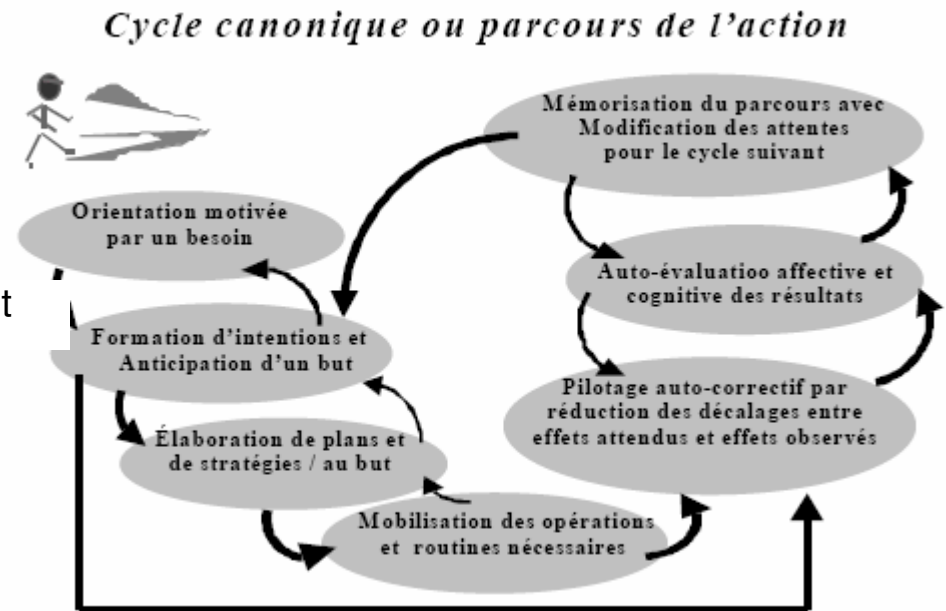 Cycle canonique ou parcours de l'action
Orientation motivée
par un besoin
t
Formation d'intentions et
Anticipation d'un but
Élaboration de plans et
de stratégies / au but
Mobilisation des opérations
et routines nécessaires
Pilotage auto-correctif par
réduction des décalages entre
effets attendus et effets observés
Auto-évaluatioo affective et
cognitive des résultats
Mémorisation du parcours avec
Modification des attentes
pour le cycle suivant